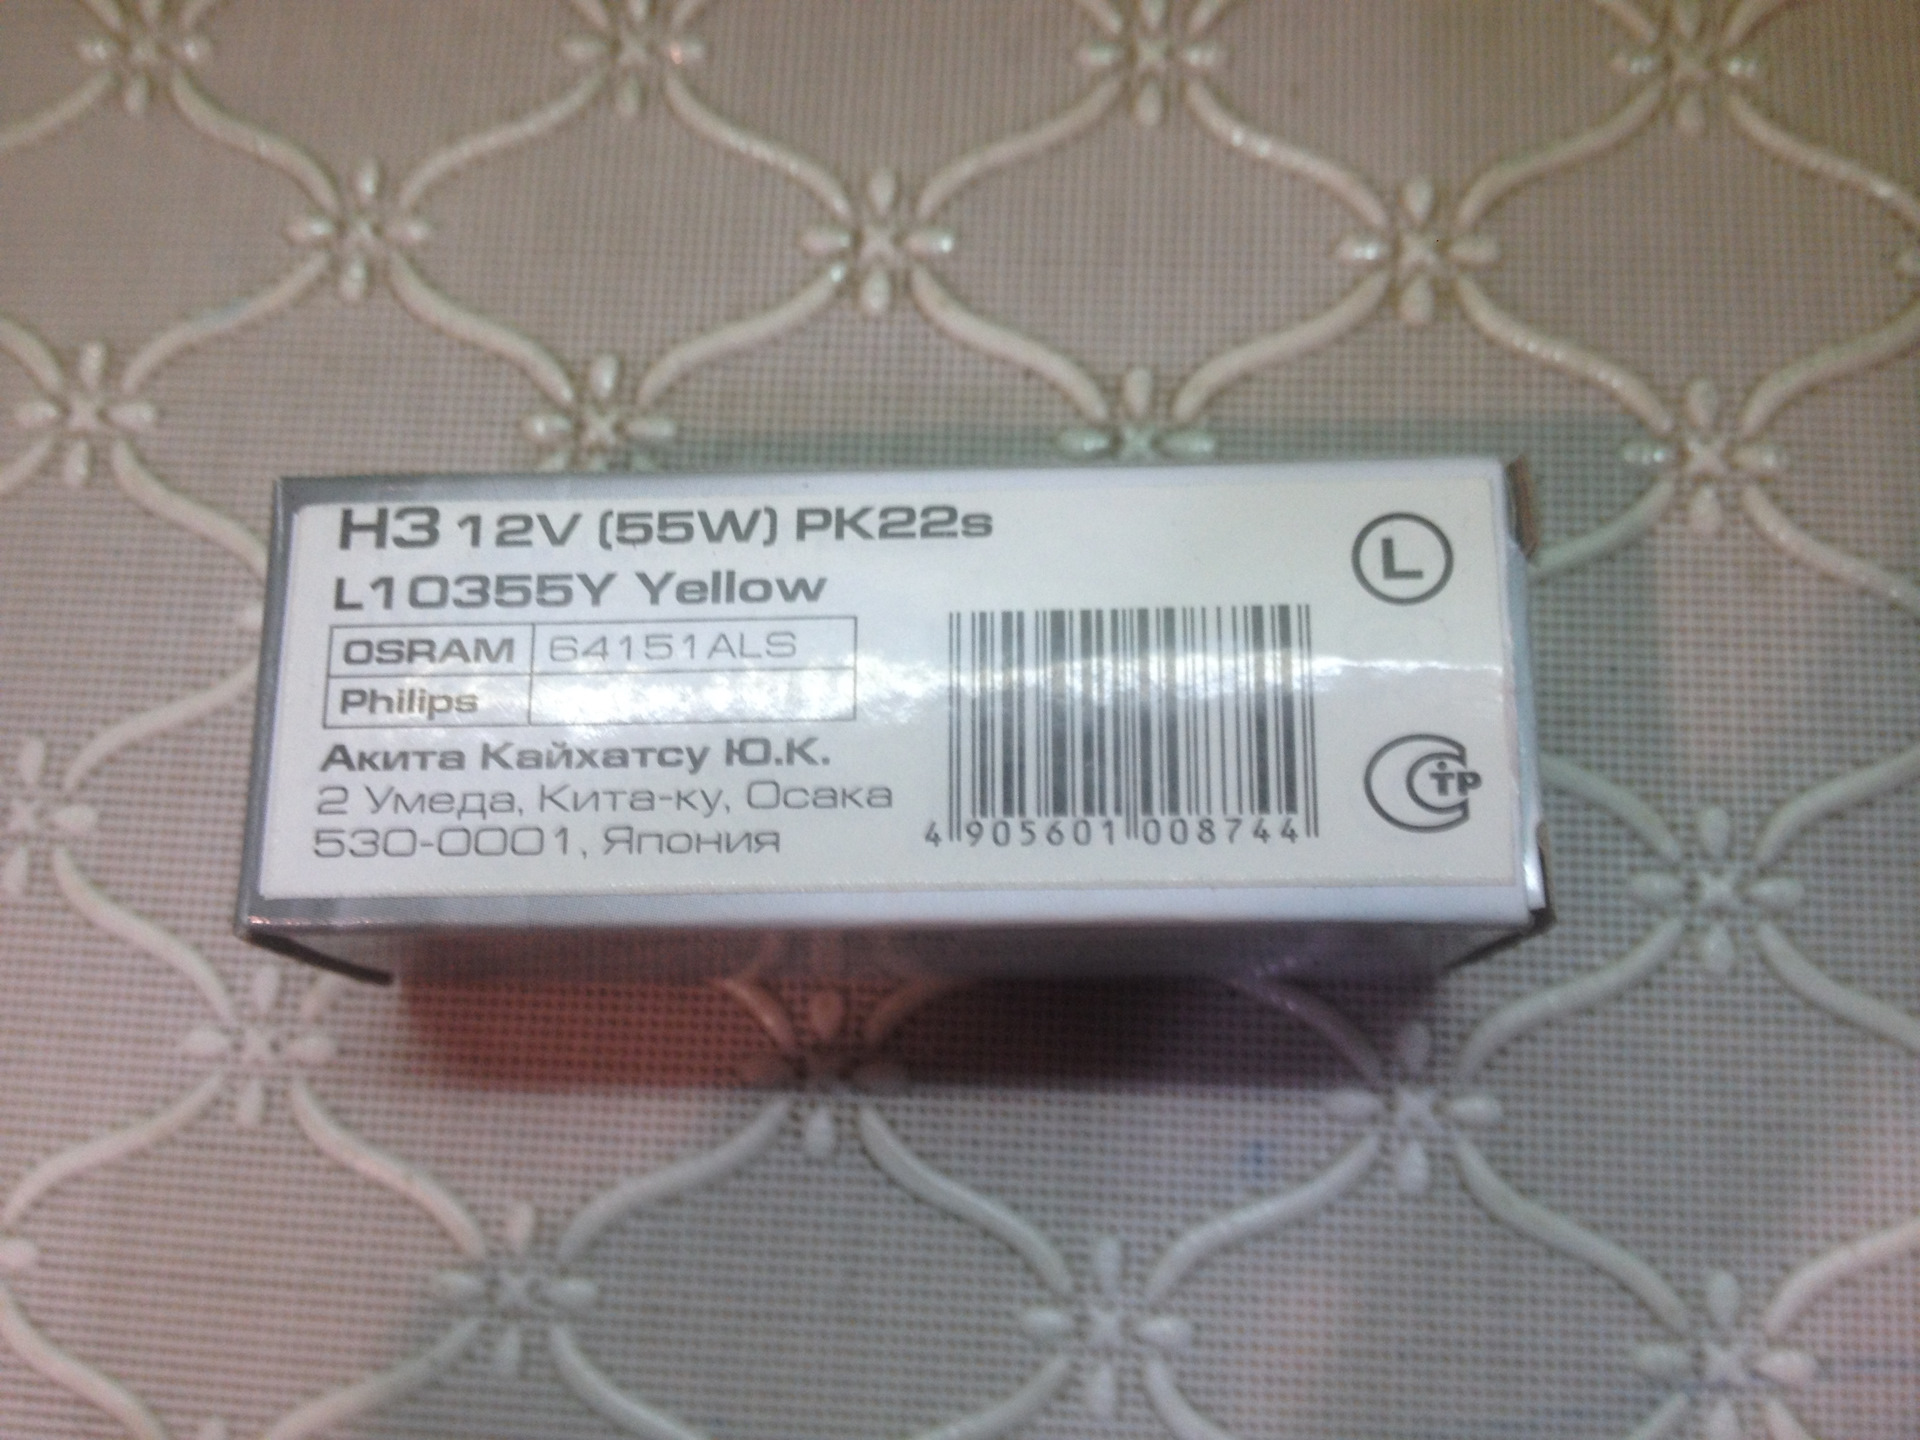 H3 12V (55W) PK22s
L
L10355Y Yellow
OSRAM 64151ALS
Philips
Акита Кайхатсу Ю.К.
2 Умеда, Кита-ку, Осака
530-0001, Япония
4 905601 008744
СТР